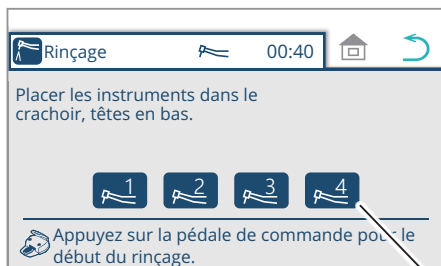 Rinçage 00:40
Placer les instruments dans le
crachoir, têtes en bas.
1 2 3 4
Appuyez sur la pédale de commande pour le
début du rinçage.